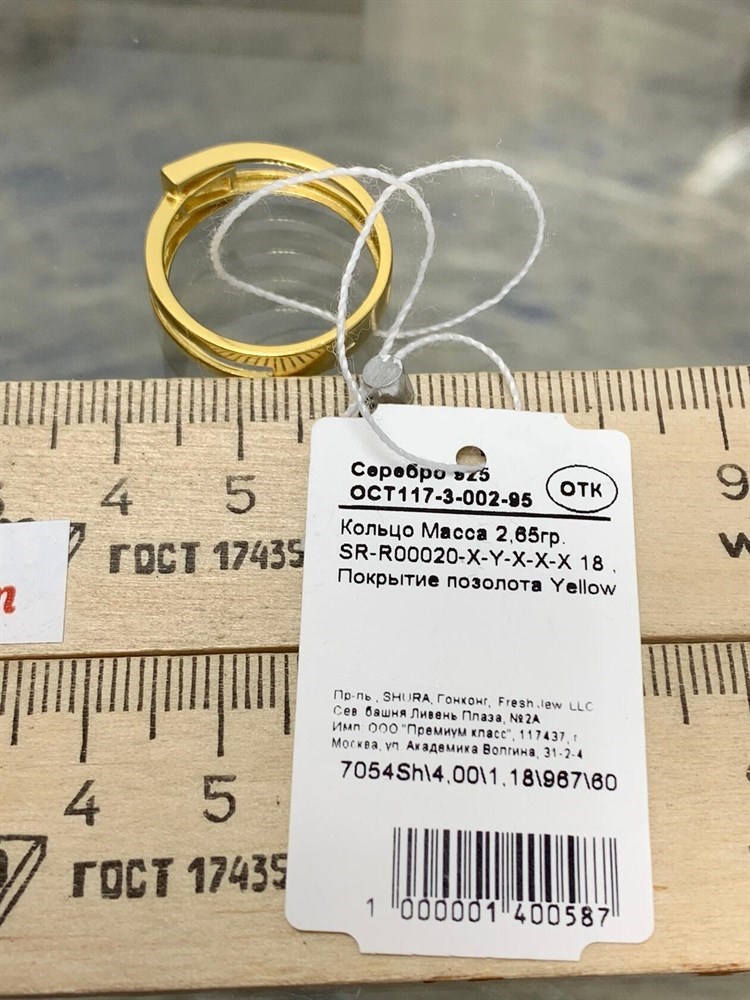 4
5
9
ГОСТ 17435
4
5
ГОСТ 17435
Серебро 925
ОСТ117-3-002-95
ОТК
Кольцо Масса 2,65гр.
SR-R00020-X-Y-X-X-X 18 .
Покрытие позолота Yellow
Пр-ль , SHURA, Гонконг, Fresh Jew LLC
Сев башня Ливень Плаза, №2А
Имп ООО "Премиум класс", 117437, г
Москва, ул Академика Волгина, 31-2-4
7054Sh\4,00\1,18\967\60
1 000001 400587